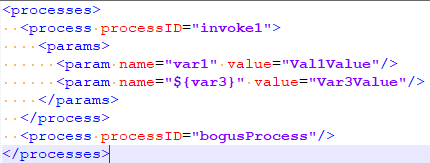 <processes>
  <process processID="invoke1">
    <params>
      <param name="var1" value="Val1Value"/>
      <param name="${var3}" value="Var3Value"/>
    </params>
  </process>
  <process processID="bogusProcess"/>
</processes>